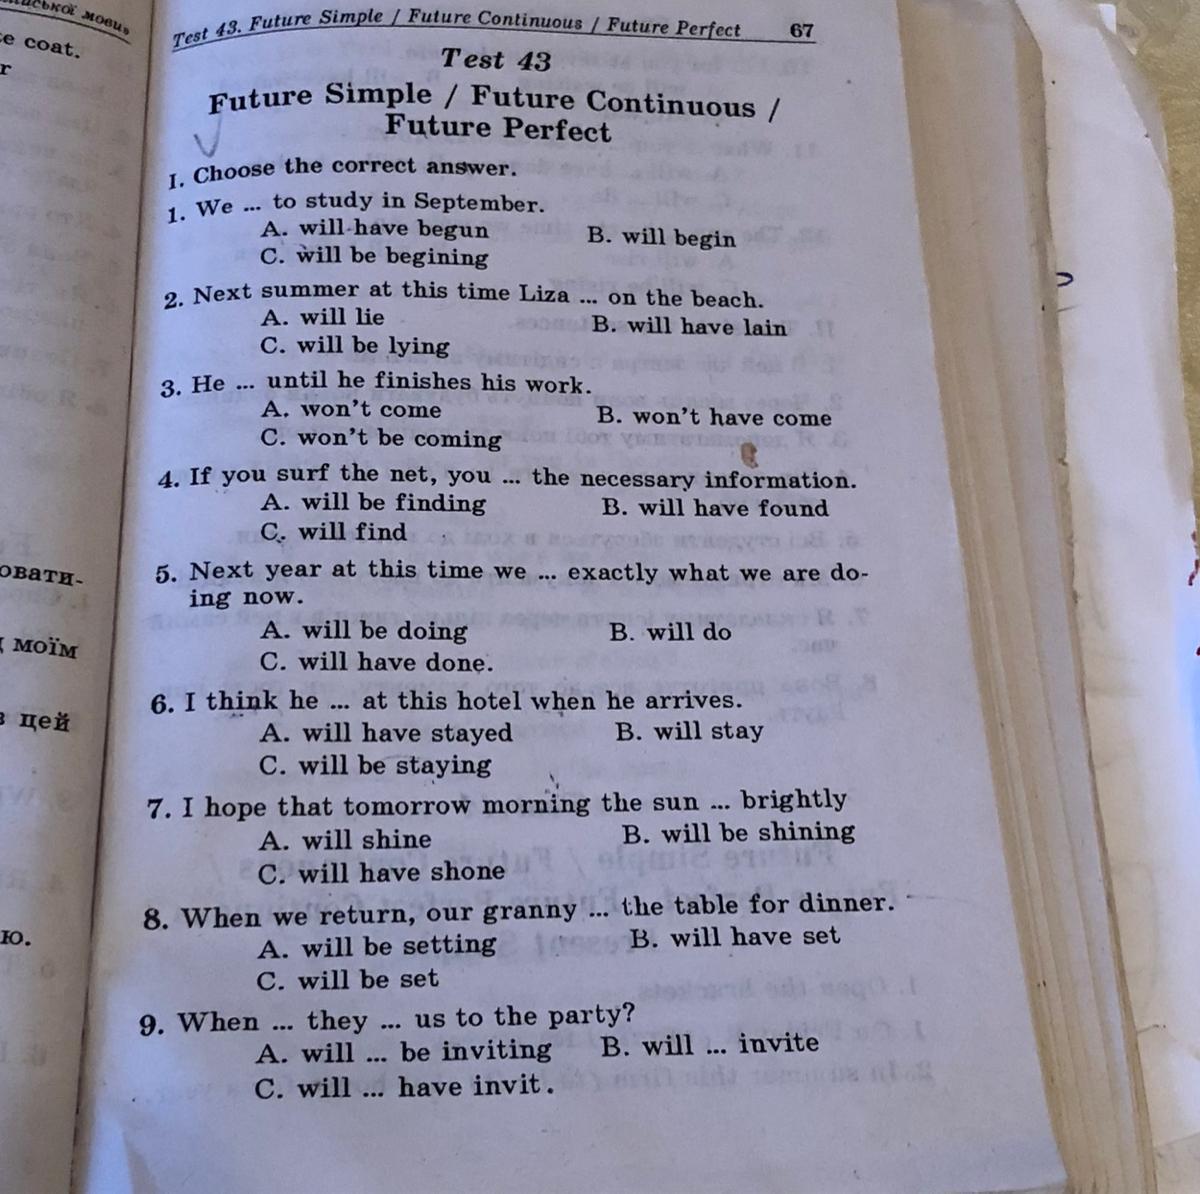 мови
e coat.
r
овати-
моїм
цей
ю.
Test 43. Future Simple / Future Continuous / Future Perfect 67
Test 43
Future Simple / Future Continuous /
Future Perfect
I. Choose the correct answer.
1. We ... to study in September.
A. will have begun B. will begin
C. will be begining
2. Next summer at this time Liza ... on the beach.
A. will lie B. will have lain
C. will be lying
3. He ... until he finishes his work.
A. won't come B. won't have come
C. won't be coming
4. If you surf the net, you ... the necessary information.
A. will be finding B. will have found
C. will find
5. Next year at this time we ... exactly what we are do-
ing now.
A. will be doing B. will do
C. will have done.
6. I think he ... at this hotel when he arrives.
A. will have stayed B. will stay
C. will be staying
7. I hope that tomorrow morning the sun ... brightly
A. will shine B. will be shining
C. will have shone
8. When we return, our granny ... the table for dinner.
A. will be setting B. will have set
C. will be set
9. When ... they ... us to the party?
A. will ... be inviting B. will ... invite
C. will ... have invit.